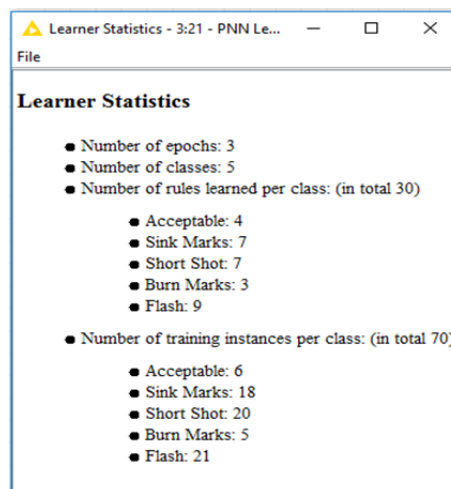 Learner Statistics - 3:21 - PNN Le...
File
Learner Statistics
Number of epochs: 3
Number of classes: 5
Number of rules learned per class: (in total 30)
Acceptable: 4
Sink Marks: 7
Short Shot: 7
Burn Marks: 3
Flash: 9
Number of training instances per class: (in total 70)
Acceptable: 6
Sink Marks: 18
Short Shot: 20
Burn Marks: 5
Flash: 21